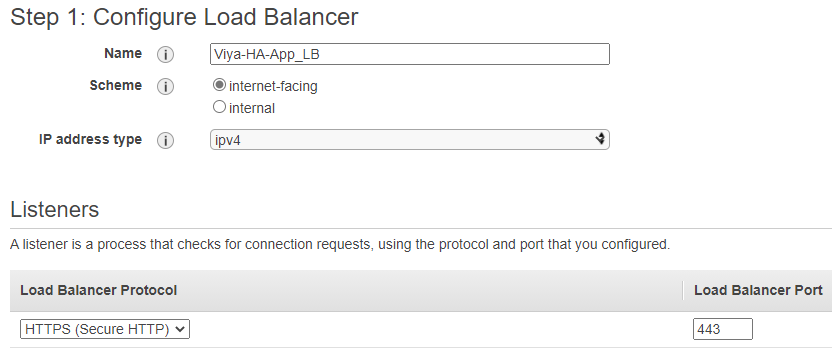 Step 1: Configure Load Balancer
Name i Viya-HA-App_LB
Scheme i internet-facing
internal
IP address type i ipv4
Listeners
A listener is a process that checks for connection requests, using the protocol and port that you configured.
Load Balancer Protocol Load Balancer Port
HTTPS (Secure HTTP) 443